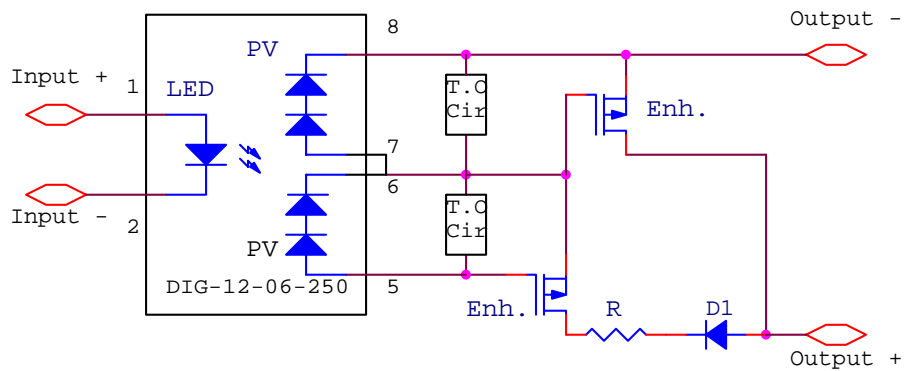 Output -
8
PV
Input +
1
LED
T.C
Cir
Enh.
7
6
Input -
2
T.C
Cir
PV
DIG-12-06-250
5
Enh.
R
D1
Output +